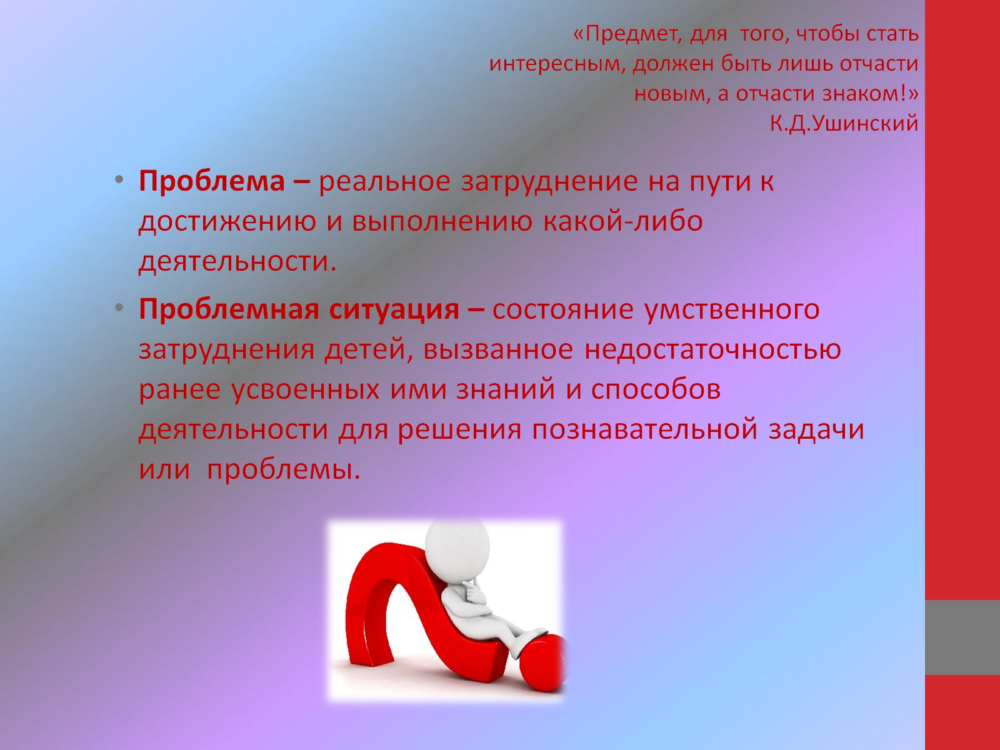 «Предмет, для  того, чтобы стать
интересным, должен быть лишь отчасти
новым, а отчасти знаком!»
К.Д.Ушинский
• Проблема – реальное затруднение на пути к
достижению и выполнению какой-либо
деятельности.
• Проблемная ситуация – состояние умственного
затруднения детей, вызванное недостаточностью
ранее усвоенных ими знаний и способов
деятельности для решения познавательной задачи
или  проблемы.